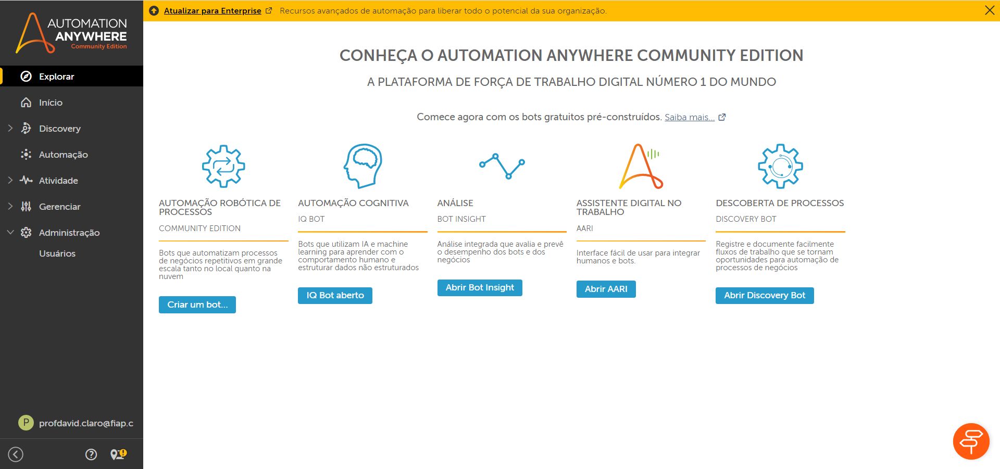 AUTOMATION
ANYWHERE
Community Edition
Explorar
Início
Discovery
Automação
Atividade
Gerenciar
Administração
Usuários
P profdavid.claro@fiap.c
Atualizar para Enterprise Recursos avançados de automação para liberar todo o potencial da sua organização.
CONHEÇA O AUTOMATION ANYWHERE COMMUNITY EDITION
A PLATAFORMA DE FORÇA DE TRABALHO DIGITAL NÚMERO 1 DO MUNDO
Comece agora com os bots gratuitos pré-construídos. Saiba mais...
AUTOMAÇÃO ROBÓTICA DE
PROCESSOS
COMMUNITY EDITION
Bots que automatizam processos
de negócios repetitivos em grande
escala tanto no local quanto na
nuvem
Criar um bot...
AUTOMAÇÃO COGNITIVA
IQ BOT
Bots que utilizam IA e machine
learning para aprender com o
comportamento humano e
estruturar dados não estruturados
IQ Bot aberto
ANÁLISE
BOT INSIGHT
Análise integrada que avalia e prevê
o desempenho dos bots e dos
negócios
Abrir Bot Insight
ASSISTENTE DIGITAL NO
TRABALHO
AARI
Interface fácil de usar para integrar
humanos e bots.
Abrir AARI
DESCOBERTA DE PROCESSOS
DISCOVERY BOT
Registre e documente facilmente
fluxos de trabalho que se tornam
oportunidades para automação de
processos de negócios
Abrir Discovery Bot